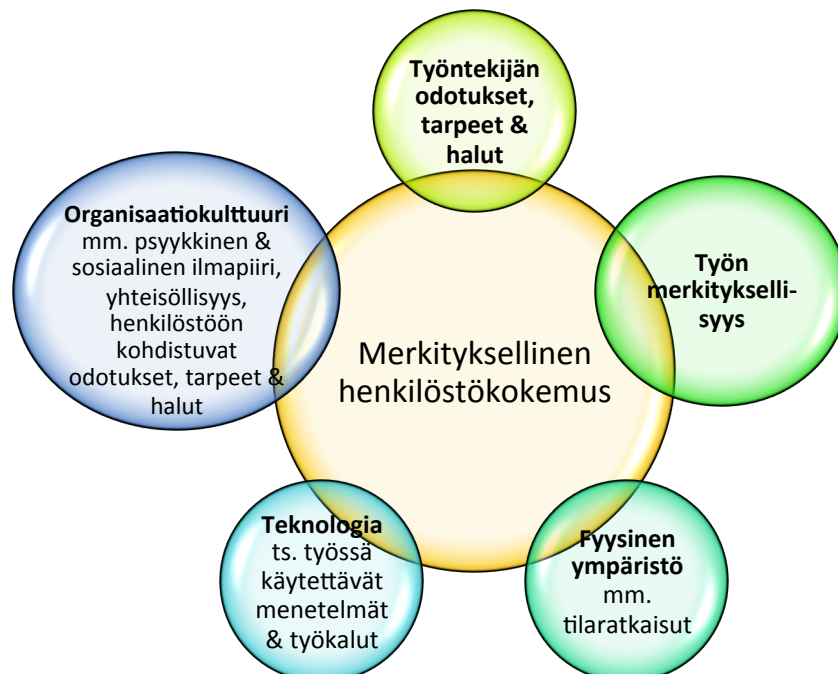 Työntekijän
odotukset,
tarpeet &
halut
Organisaatiokulttuuri
mm. psyykkinen &
sosiaalinen ilmapiiri,
yhteisöllisyys,
henkilöstöön
kohdistuvat
odotukset, tarpeet &
halut
Työn
merkitykselli-
syys
Merkityksellinen
henkilöstökokemus
Teknologia
ts. työssä
käytettävät
menetelmät
& työkalut
Fyysinen
ympäristö
mm.
tilaratkaisut